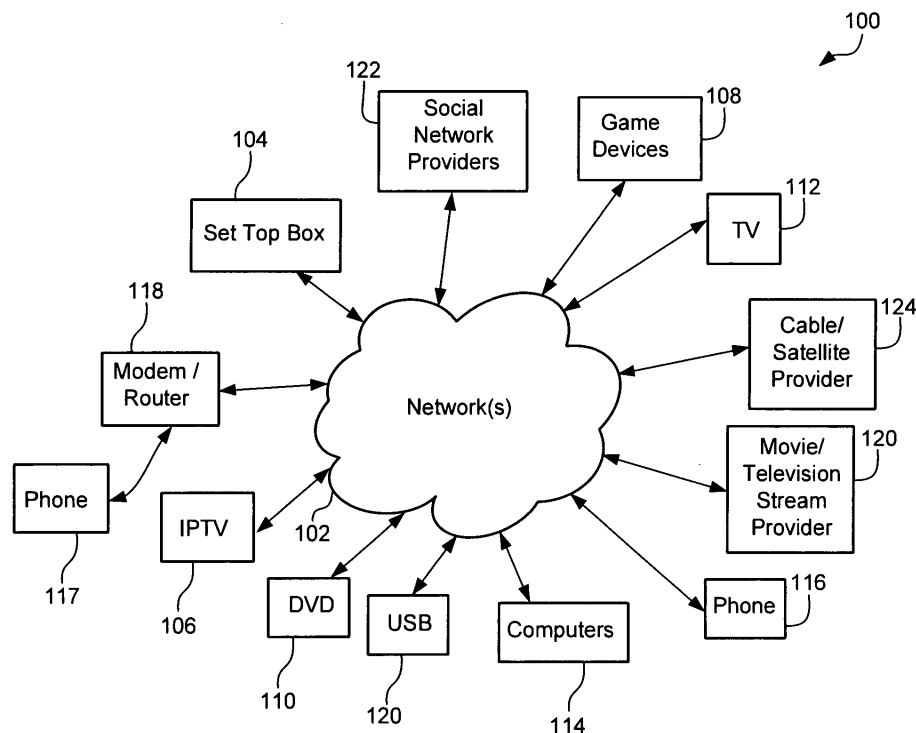 100
122
Social
Network
Providers
108
Game
Devices
104
Set Top Box
112
TV
118
Modem /
Router
124
Cable/
Satellite
Provider
Network(s)
120
Movie/
Television
Stream
Provider
Phone
117
IPTV
106
102
DVD
110
USB
120
Computers
114
116
Phone